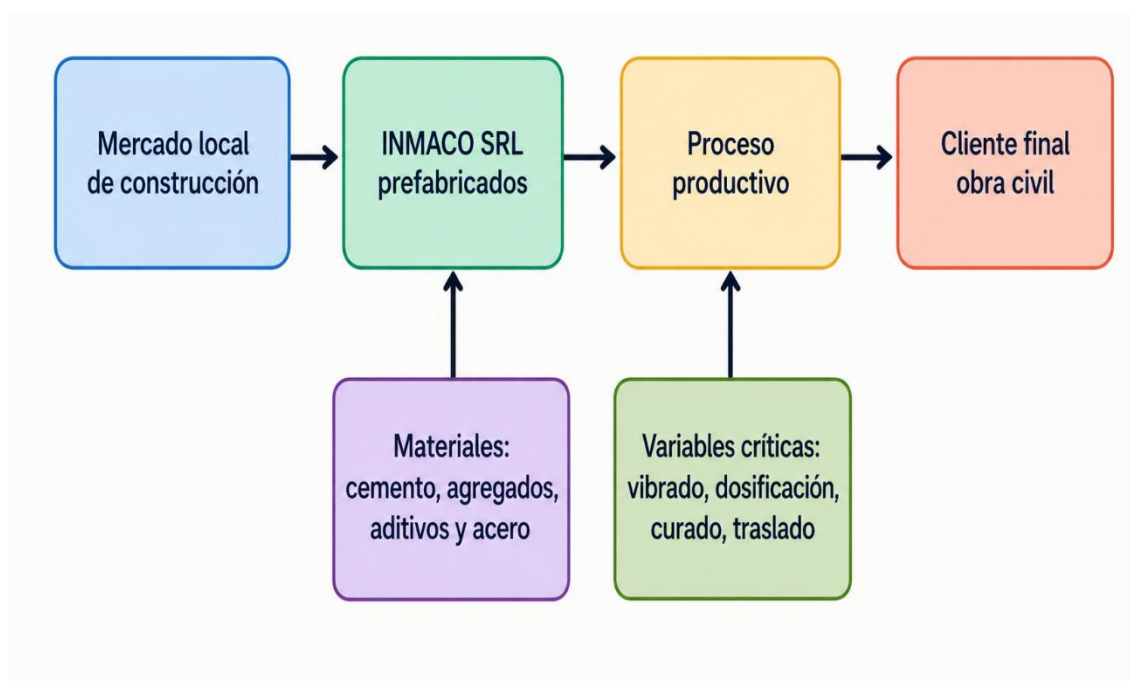 Mercado local
de construcción
INMACO SRL
prefabricados
Proceso
productivo
Cliente final
obra civil
Materiales:
cemento, agregados,
aditivos y acero
Variables críticas:
vibrado, dosificación,
curado, traslado